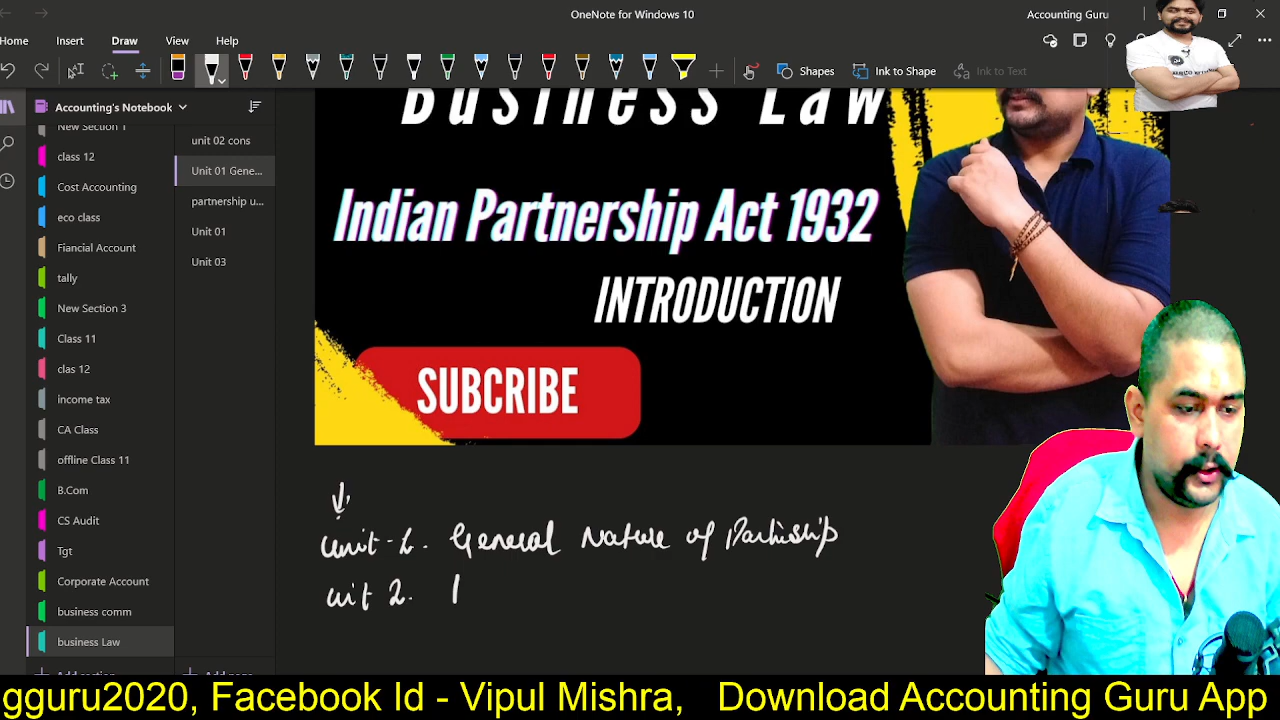 OneNote for Windows 10
Accounting Guru
Home Insert Draw View Help
Shapes
Ink to Shape
Ink to Text
Accounting's Notebook
New Section 1
class 12
Cost Accounting
eco class
Fiancial Account
tally
New Section 3
Class 11
clas 12
income tax
CA Class
offline Class 11
B.Com
CS Audit
Tgt
Corporate Account
business comm
business Law
unit 02 cons
Unit 01 Gene...
partnership u...
Unit 01
Unit 03
Business Law
Indian Partnership Act 1932
INTRODUCTION
SUBCRIBE
General Nature of
unit 2.
gguru2020, Facebook Id - Vipul Mishra, Download Accounting Guru App